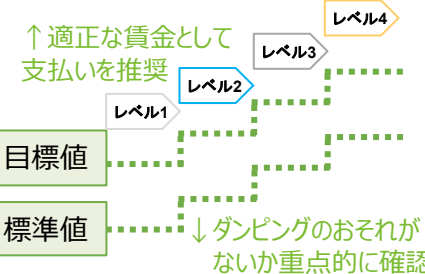 レベル4
↑適正な賃金として
支払いを推奨
レベル3
レベル2
レベル1
目標値
標準値
↓ダンピングのおそれが
ないか重点的に確認